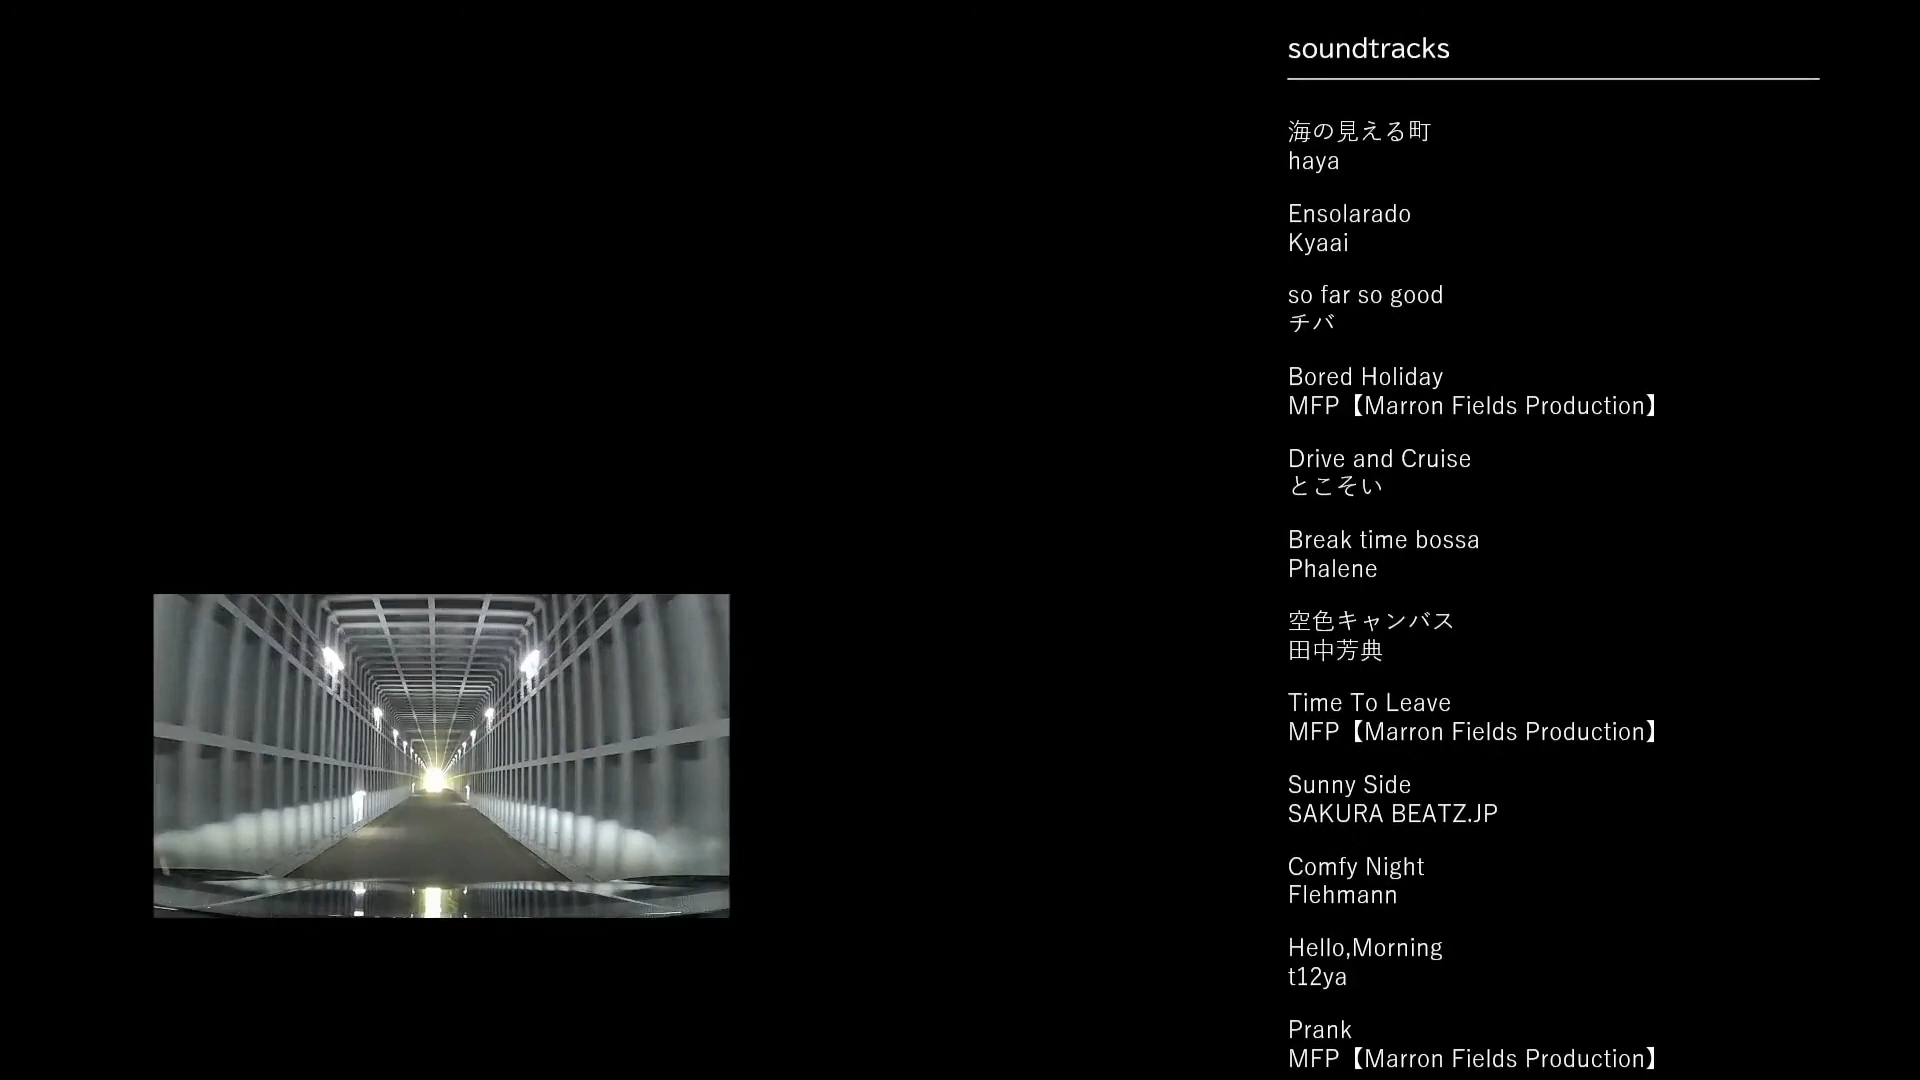 soundtracks
海の見える町
haya
Ensolarado
Kyaai
so far so good
チバ
Bored Holiday
MFP【Marron Fields Production】
Drive and Cruise
とこそい
Break time bossa
Phalene
空色キャンバス
田中芳典
Time To Leave
MFP【Marron Fields Production】
Sunny Side
SAKURA BEATZ.JP
Comfy Night
Flehmann
Hello,Morning
t12ya
Prank
MFP【Marron Fields Production】